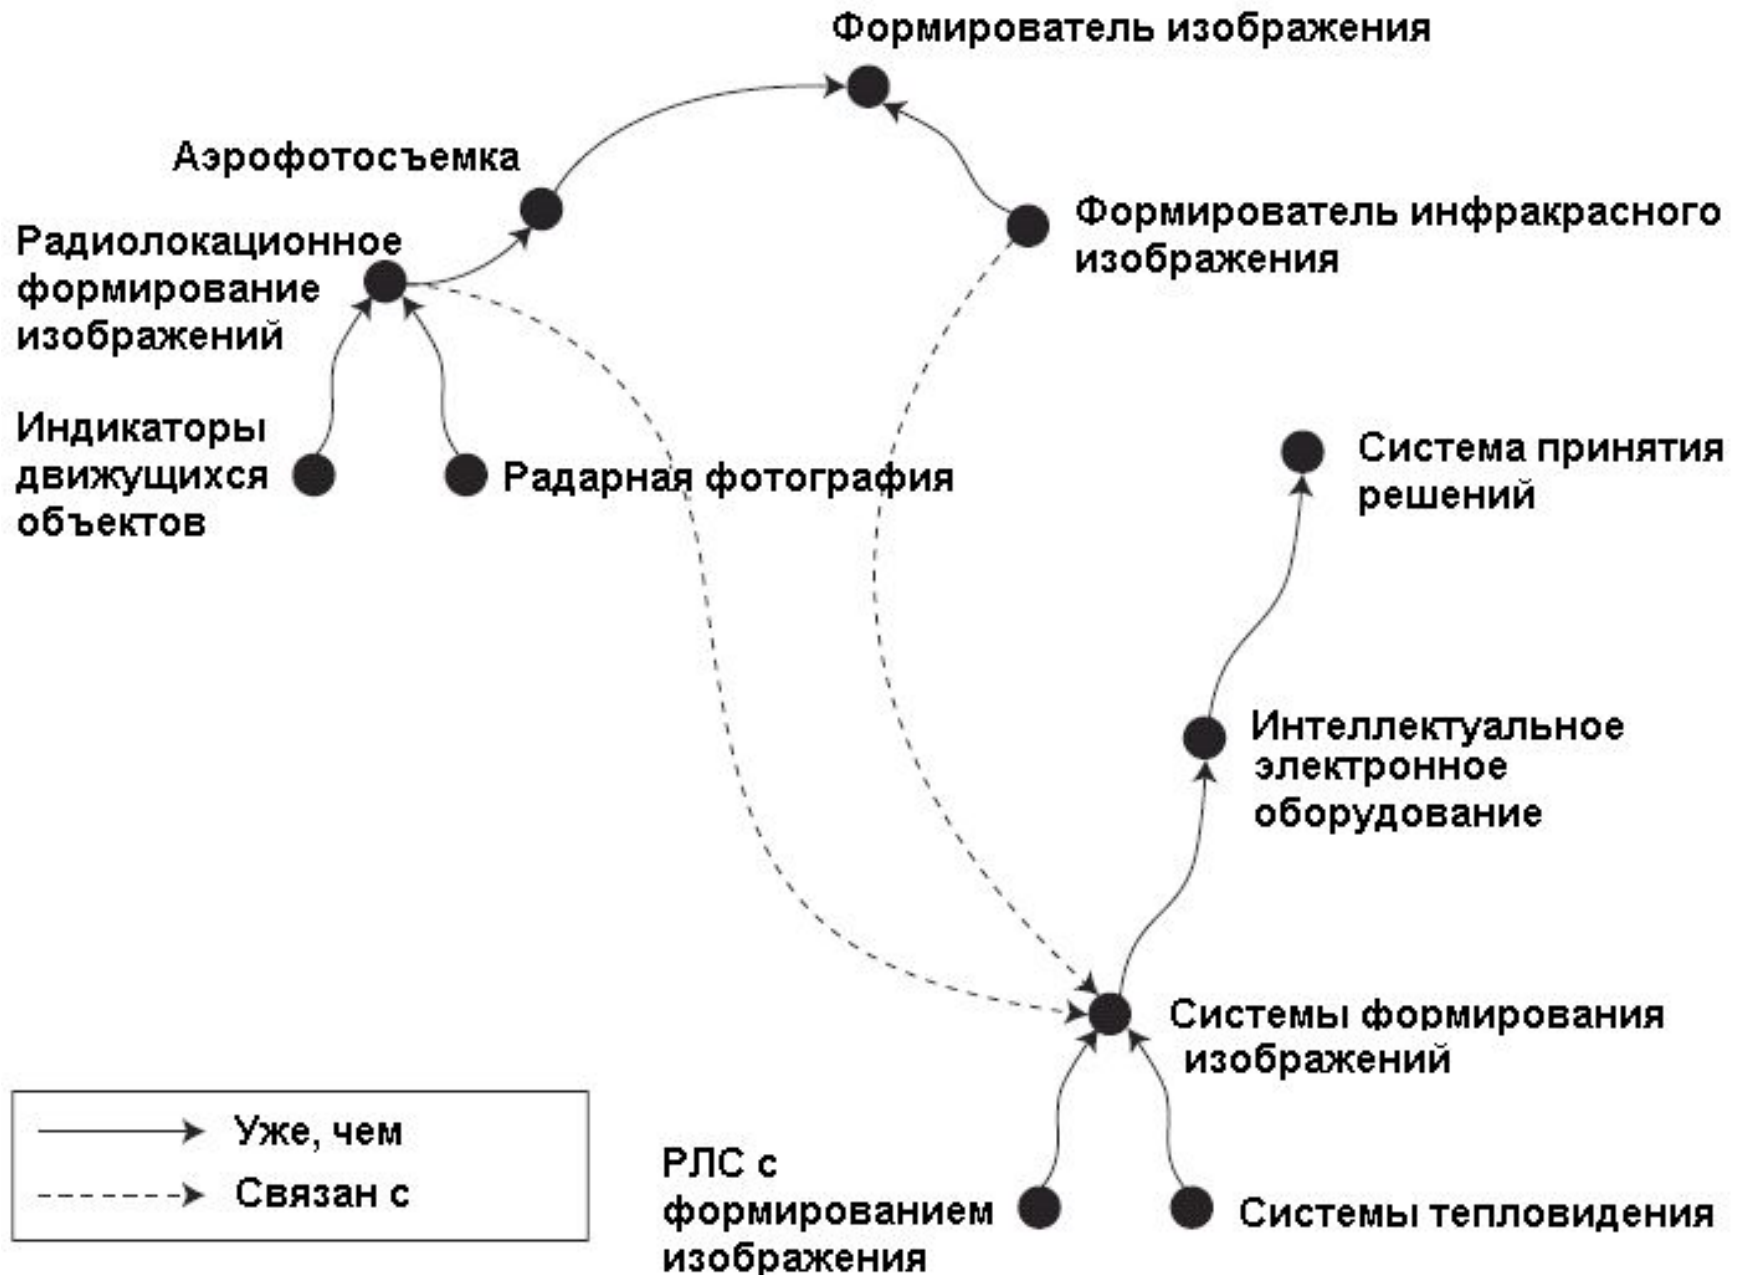 Формирователь изображения
Аэрофотосъемка
Формирователь инфракрасного
изображения
Радиолокационное
формирование
изображений
Индикаторы
движущихся
объектов
Радарная фотография
Система принятия
решений
Интеллектуальное
электронное
оборудование
Системы формирования
изображений
РЛС с
формированием
изображения
Системы тепловидения
Уже, чем
Связан с